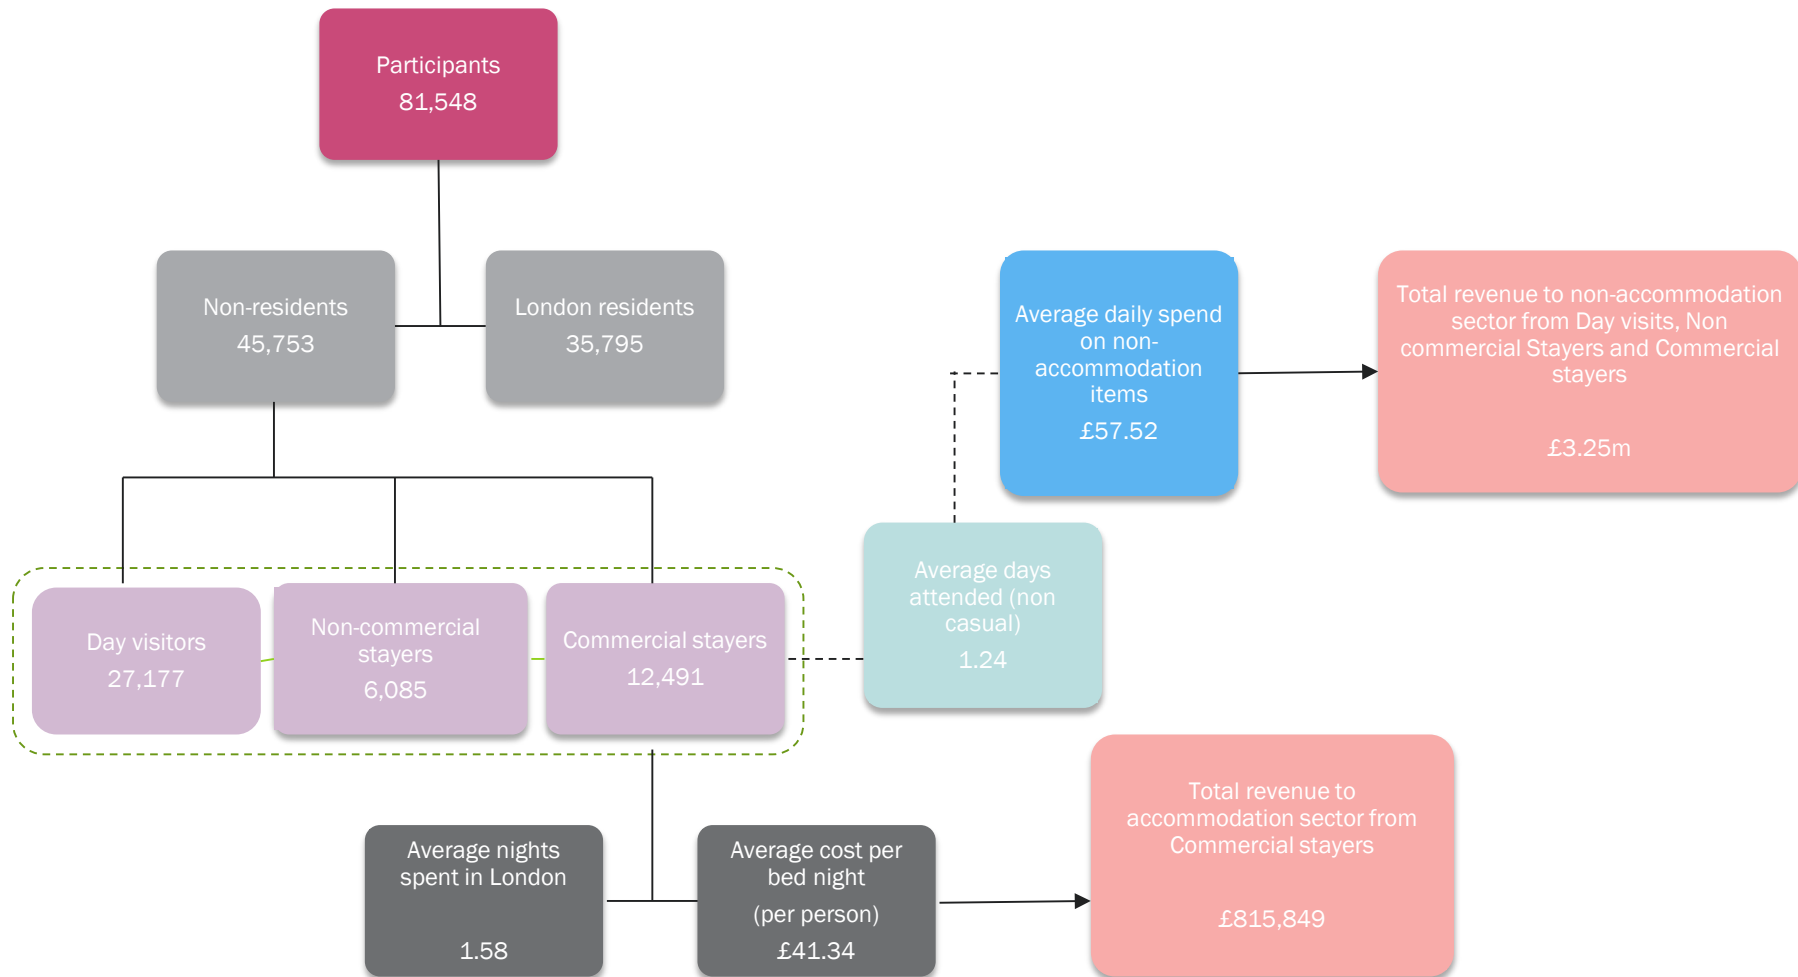 Participants
81,548
Non-residents
45,753
London residents
35,795
Average daily spend
on non-
accommodation
items
£57.52
Total revenue to non-accommodation
sector from Day visits, Non
commercial Stayers and Commercial
stayers
£3.25m
Day visitors
27,177
Non-commercial
stayers
6,085
Commercial stayers
12,491
Average days
attended (non
casual)
1.24
Average nights
spent in London
1.58
Average cost per
bed night
(per person)
£41.34
Total revenue to
accommodation sector from
Commercial stayers
£815,849